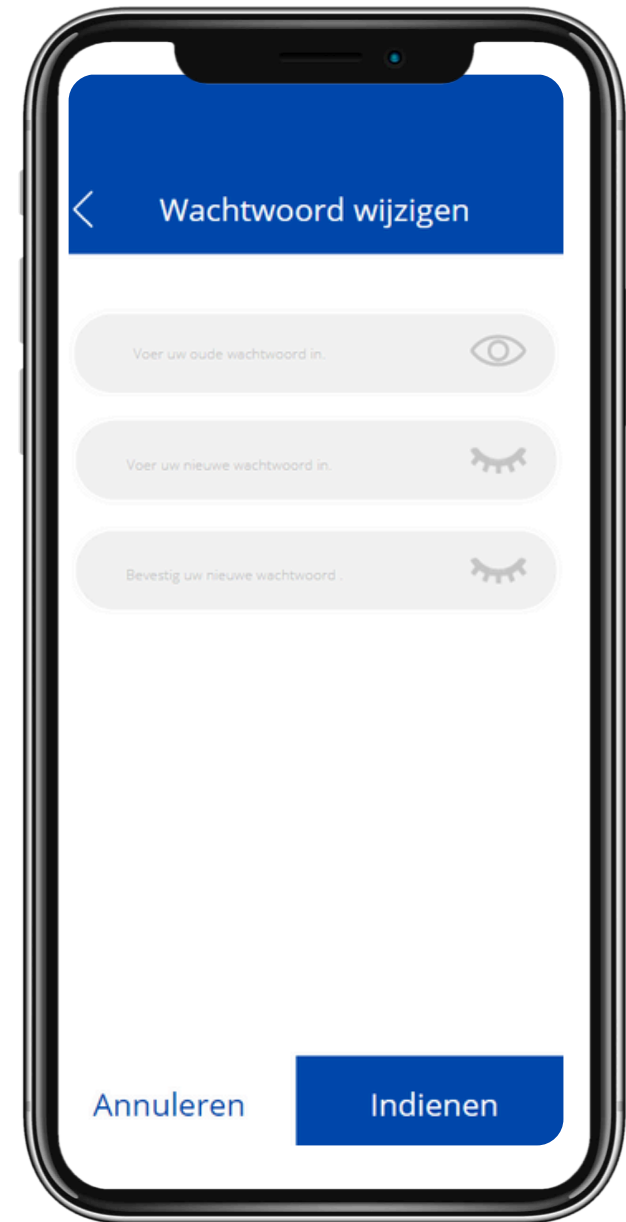 Wachtwoord wijzigen
Voer uw oude wachtwoord in.
Voer uw nieuwe wachtwoord in.
Bevestig uw nieuwe wachtwoord .
Annuleren
Indienen